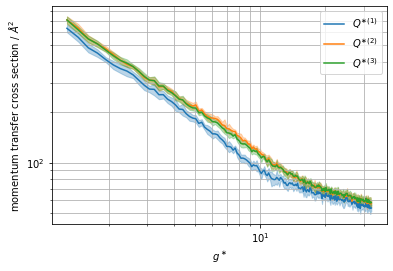 momentum transfer cross section / Å²
10²
10¹
g*
Q*⁽¹⁾
Q*⁽²⁾
Q*⁽³⁾